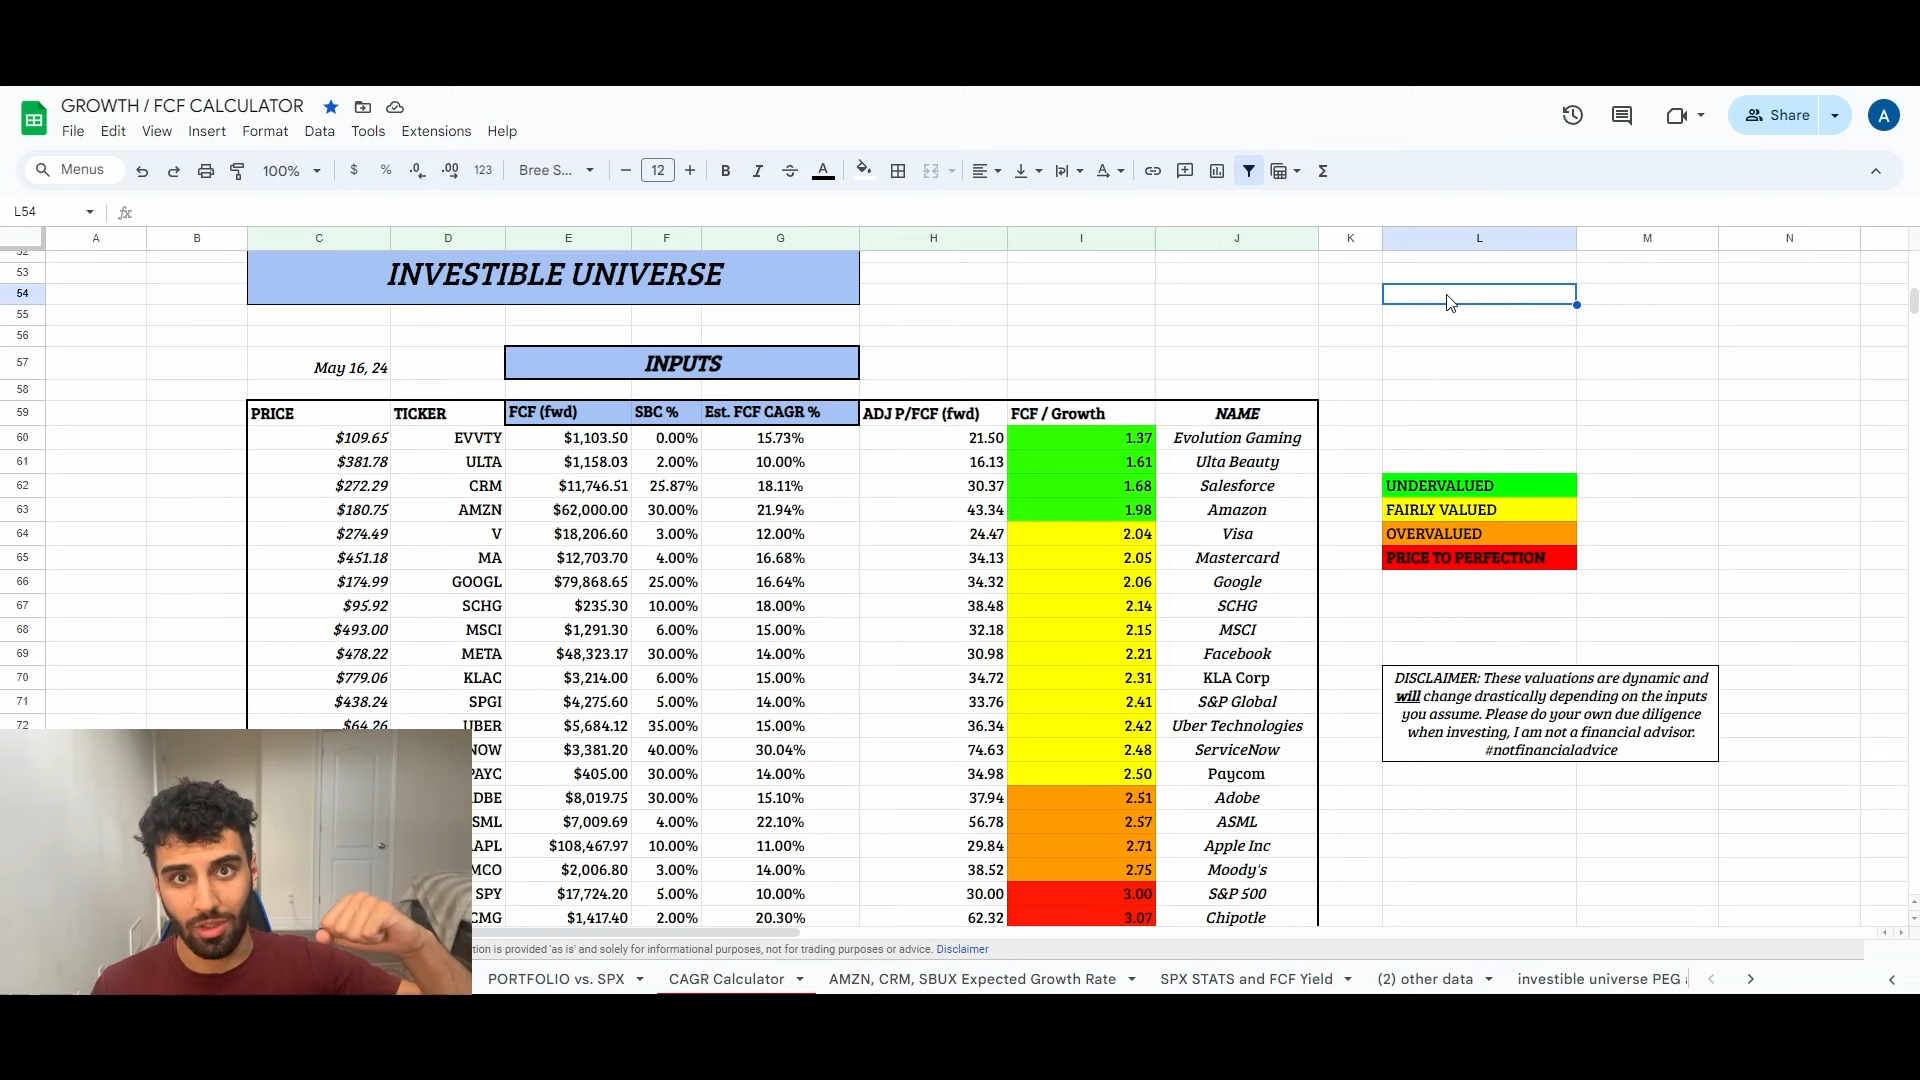 GROWTH / FCF CALCULATOR
Share
A
File Edit View Insert Format Data Tools Extensions Help
Menus 100% $ % .0 .00 123 Bree S... 12 B I A Σ
L54 fx
A B C D E F G H I J K L M N
53 INVESTIBLE UNIVERSE
54
55
56
57 May 16, 24 INPUTS
58
59 PRICE TICKER FCF (fwd) SBC % Est. FCF CAGR % ADJ P/FCF (fwd) FCF / Growth NAME
60 $109.65 EVVTY $1,103.50 0.00% 15.73% 21.50 1.37 Evolution Gaming
61 $381.78 ULTA $1,158.03 2.00% 10.00% 16.13 1.61 Ulta Beauty
62 $272.29 CRM $11,746.51 25.87% 18.11% 30.37 1.68 Salesforce UNDERVALUED
63 $180.75 AMZN $62,000.00 30.00% 21.94% 43.34 1.98 Amazon FAIRLY VALUED
64 $274.49 V $18,206.60 3.00% 12.00% 24.47 2.04 Visa OVERVALUED
65 $451.18 MA $12,703.70 4.00% 16.68% 34.13 2.05 Mastercard PRICE TO PERFECTION
66 $174.99 GOOGL $79,868.65 25.00% 16.64% 34.32 2.06 Google
67 $95.92 SCHG $235.30 10.00% 18.00% 38.48 2.14 SCHG
68 $493.00 MSCI $1,291.30 6.00% 15.00% 32.18 2.15 MSCI
69 $478.22 META $48,323.17 30.00% 14.00% 30.98 2.21 Facebook
70 $779.06 KLAC $3,214.00 6.00% 15.00% 34.72 2.31 KLA Corp
71 $438.24 SPGI $4,275.60 5.00% 14.00% 33.76 2.41 S&P Global
72 $64.26 UBER $5,684.12 35.00% 15.00% 36.34 2.42 Uber Technologies
NOW $3,381.20 40.00% 30.04% 74.63 2.48 ServiceNow
PAYC $405.00 30.00% 14.00% 34.98 2.50 Paycom
DBE $8,019.75 30.00% 15.10% 37.94 2.51 Adobe
SML $7,009.69 4.00% 22.10% 56.78 2.57 ASML
APL $108,467.97 10.00% 11.00% 29.84 2.71 Apple Inc
MCO $2,006.80 3.00% 14.00% 38.52 2.75 Moody's
SPY $17,724.20 5.00% 10.00% 30.00 3.00 S&P 500
CMG $1,417.40 2.00% 20.30% 62.32 3.07 Chipotle
DISCLAIMER: These valuations are dynamic and
will change drastically depending on the inputs
you assume. Please do your own due diligence
when investing, I am not a financial advisor.
#notfinancialadvice
tion is provided 'as is' and solely for informational purposes, not for trading purposes or advice. Disclaimer
PORTFOLIO vs. SPX CAGR Calculator AMZN, CRM, SBUX Expected Growth Rate SPX STATS and FCF Yield (2) other data investible universe PEG